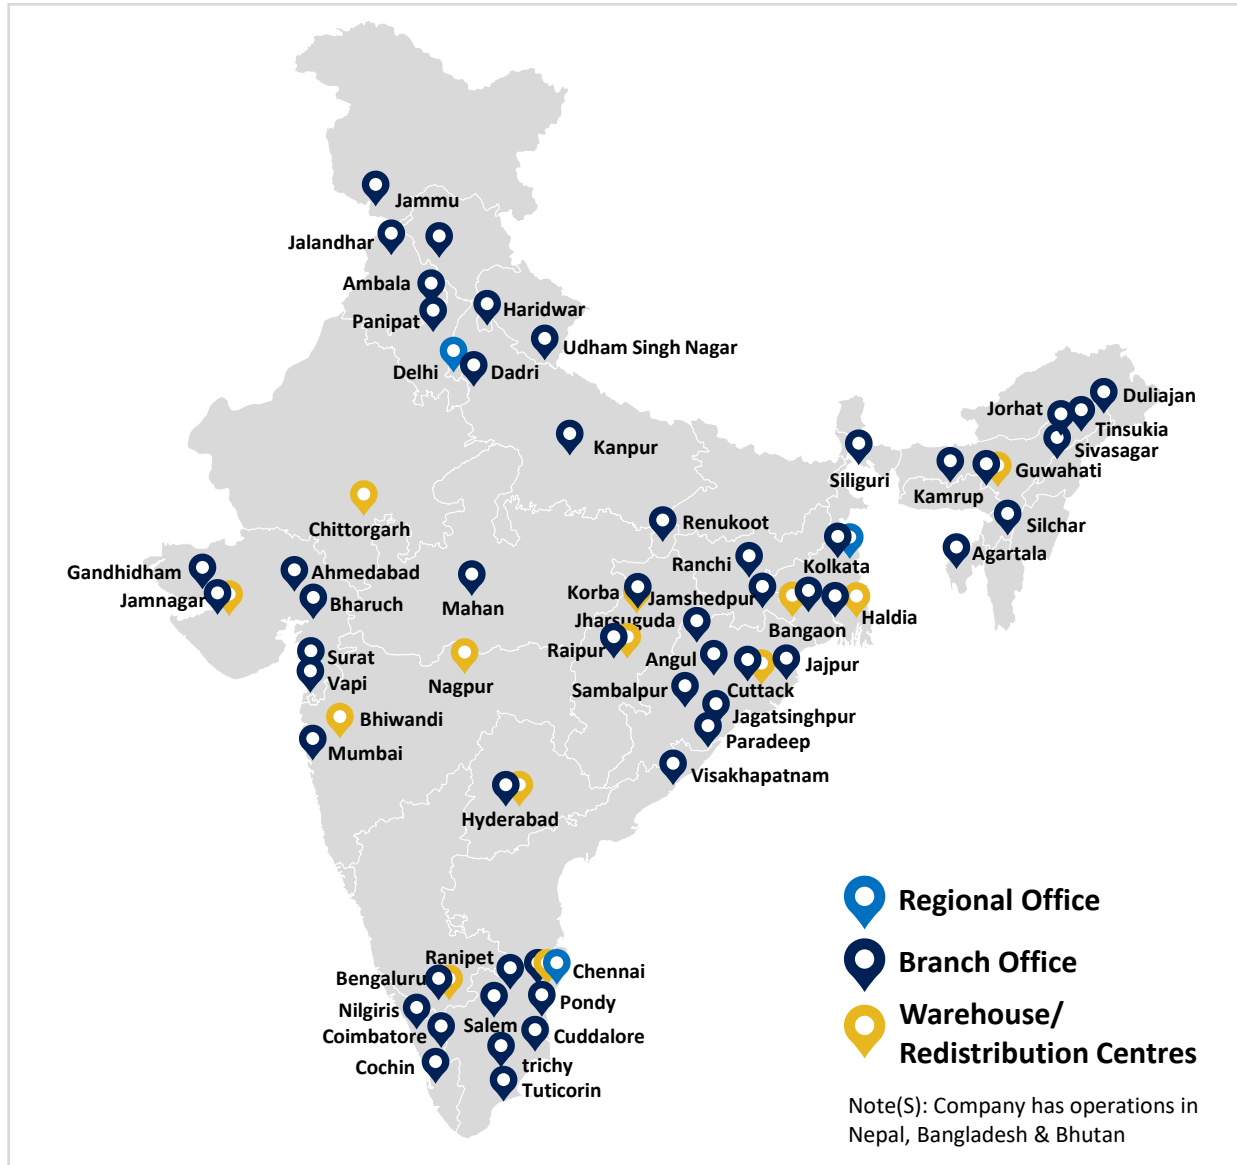 Jammu
Jalandhar
Ambala
Haridwar
Panipat
Udham Singh Nagar
Delhi
Dadri
Duliajan
Jorhat
Tinsukia
Kanpur
Sivasagar
Siliguri
Guwahati
Kamrup
Chittorgarh
Renukoot
Silchar
Agartala
Ranchi
Kolkata
Gandhidham
Ahmedabad
Jamnagar
Bharuch
Mahan
Korba
Jamshedpur
Haldia
Jharsuguda
Bangaon
Raipur
Surat
Angul
Jajpur
Vapi
Nagpur
Sambalpur
Cuttack
Bhiwandi
Jagatsinghpur
Mumbai
Paradeep
Visakhapatnam
Hyderabad
Ranipet
Chennai
Bengaluru
Pondy
Nilgiris
Salem
Coimbatore
Cuddalore
Cochin
trichy
Tuticorin
Regional Office
Branch Office
Warehouse/
Redistribution Centres
Note(S): Company has operations in
Nepal, Bangladesh & Bhutan